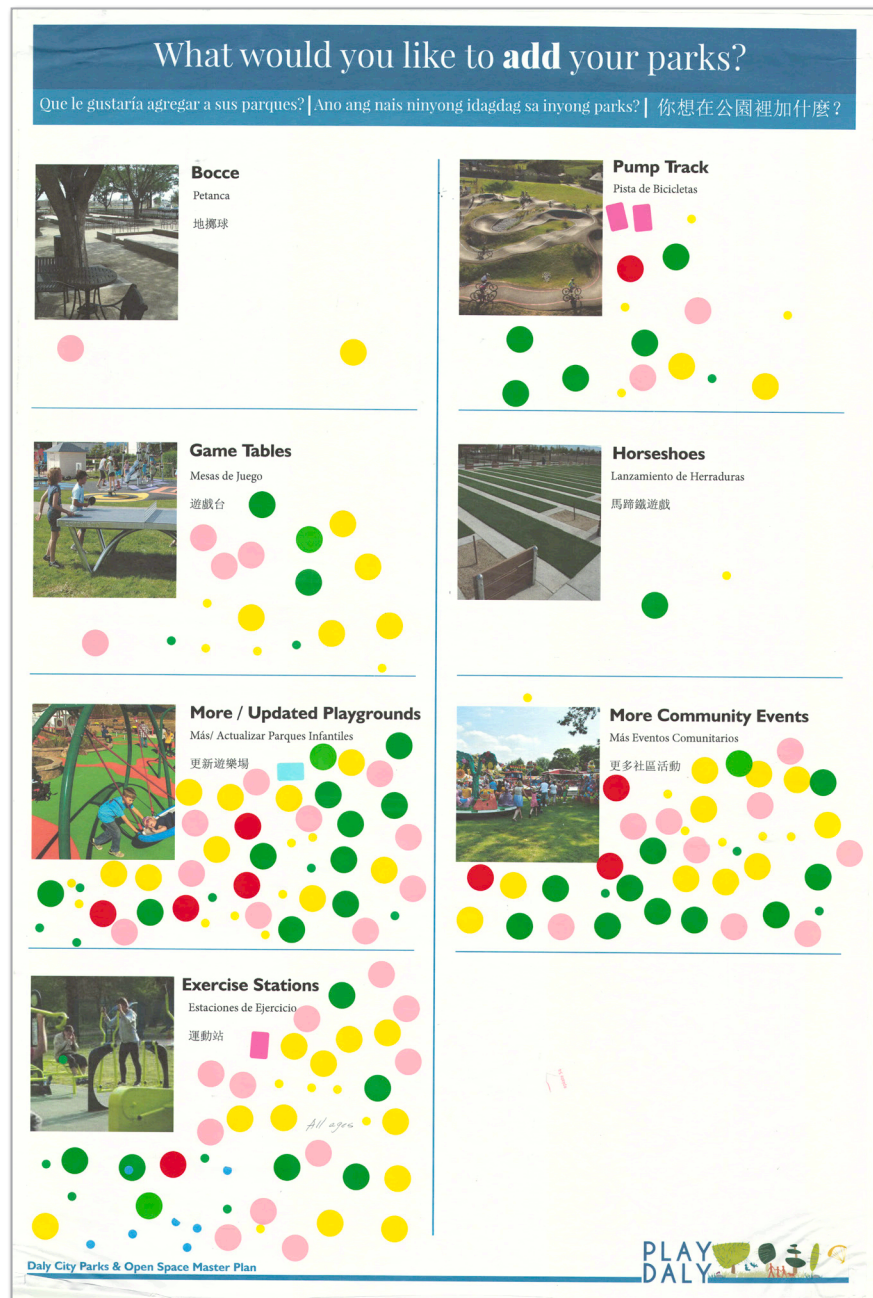 What would you like to add your parks?
Que le gustaría agregar a sus parques? | Ano ang nais ninyong idagdag sa inyong parks? | 你想在公園裡加什麼？
Bocce
Petanca
地擲球
Pump Track
Pista de Bicicletas
Game Tables
Mesas de Juego
遊戲台
Horseshoes
Lanzamiento de Herraduras
馬蹄鐵遊戲
More / Updated Playgrounds
Más/ Actualizar Parques Infantiles
更新遊樂場
More Community Events
Más Eventos Comunitarios
更多社區活動
Exercise Stations
Estaciones de Ejercicio
運動站
All ages
Daly City Parks & Open Space Master Plan
PLAY
DALY